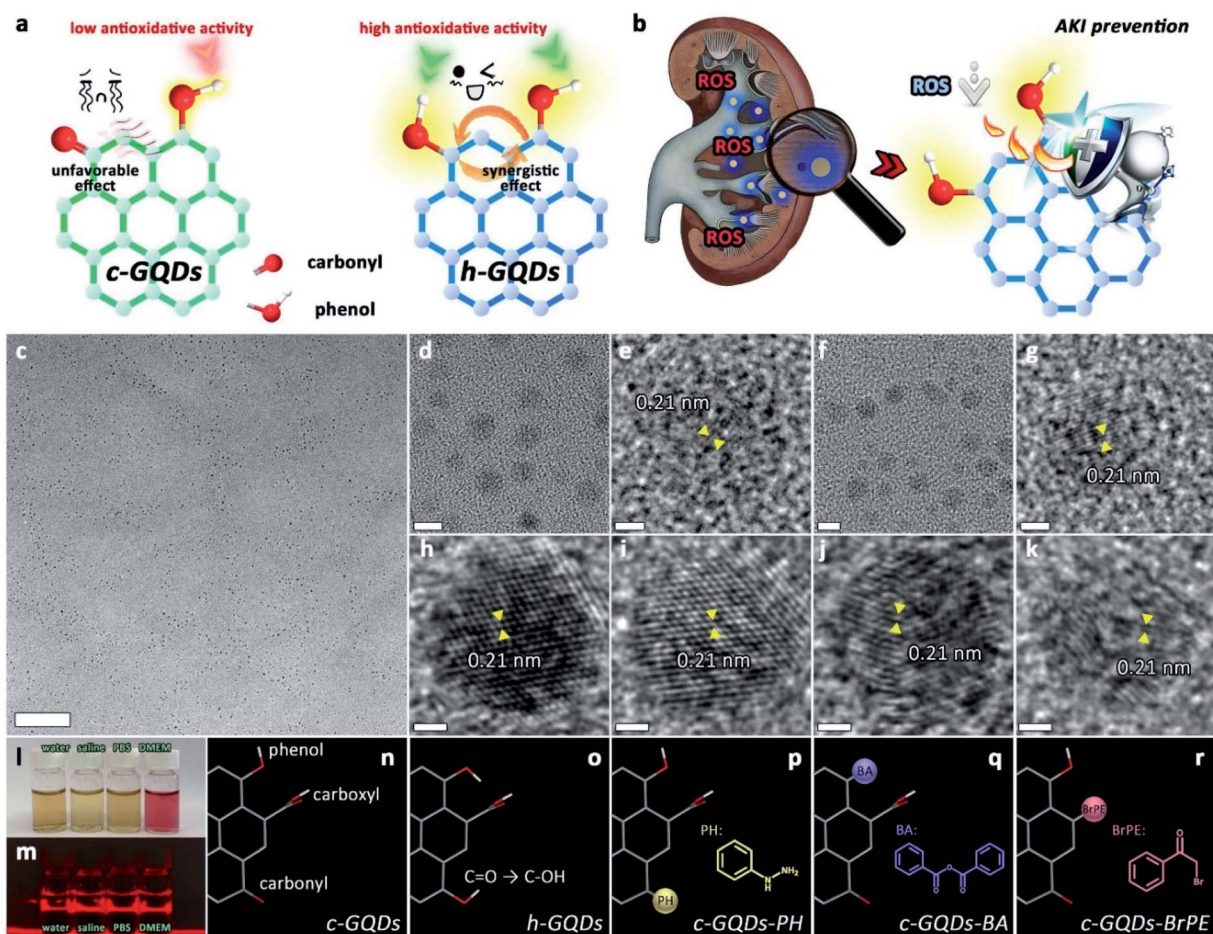 a
low antioxidative activity
high antioxidative activity
unfavorable
effect
synergistic
effect
c-GQDs
h-GQDs
carbonyl
phenol
b
AKI prevention
ROS
ROS
ROS
ROS
c
d
e
0.21 nm
f
g
0.21 nm
h
0.21 nm
i
0.21 nm
j
0.21 nm
k
0.21 nm
l
water saline PBS DMEM
m
water saline PBS DMEM
n
phenol
carboxyl
carbonyl
c-GQDs
o
C=O → C-OH
h-GQDs
p
PH:
H
N
NH₂
PH
c-GQDs-PH
q
BA
BA:
O
O
O
c-GQDs-BA
r
BrPE
BrPE:
O
Br
c-GQDs-BrPE